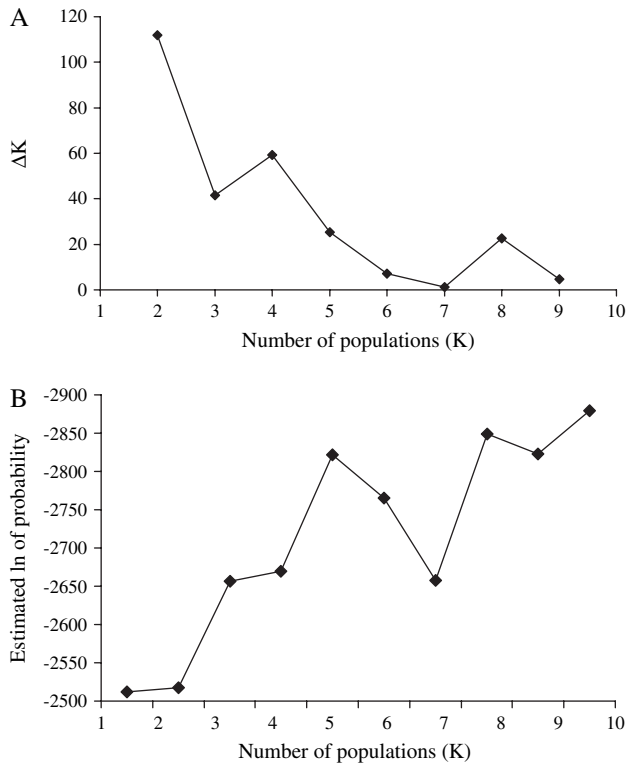 A
120
100
80
60
40
20
0
ΔK
1 2 3 4 5 6 7 8 9 10
Number of populations (K)
B
-2900
-2850
-2800
-2750
-2700
-2650
-2600
-2550
-2500
Estimated ln of probability
1 2 3 4 5 6 7 8 9 10
Number of populations (K)